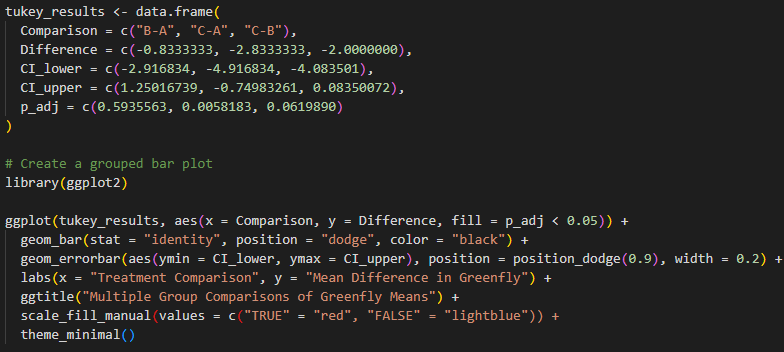 tukey_results <- data.frame(
  Comparison = c("B-A", "C-A", "C-B"),
  Difference = c(-0.8333333, -2.8333333, -2.0000000),
  CI_lower = c(-2.916834, -4.916834, -4.083501),
  CI_upper = c(1.25016739, -0.74983261, 0.08350072),
  p_adj = c(0.5935563, 0.0058183, 0.0619890)
)
# Create a grouped bar plot
library(ggplot2)
ggplot(tukey_results, aes(x = Comparison, y = Difference, fill = p_adj < 0.05)) +
  geom_bar(stat = "identity", position = "dodge", color = "black") +
  geom_errorbar(aes(ymin = CI_lower, ymax = CI_upper), position = position_dodge(0.9), width = 0.2) +
  labs(x = "Treatment Comparison", y = "Mean Difference in Greenfly") +
  ggtitle("Multiple Group Comparisons of Greenfly Means") +
  scale_fill_manual(values = c("TRUE" = "red", "FALSE" = "lightblue")) +
  theme_minimal()